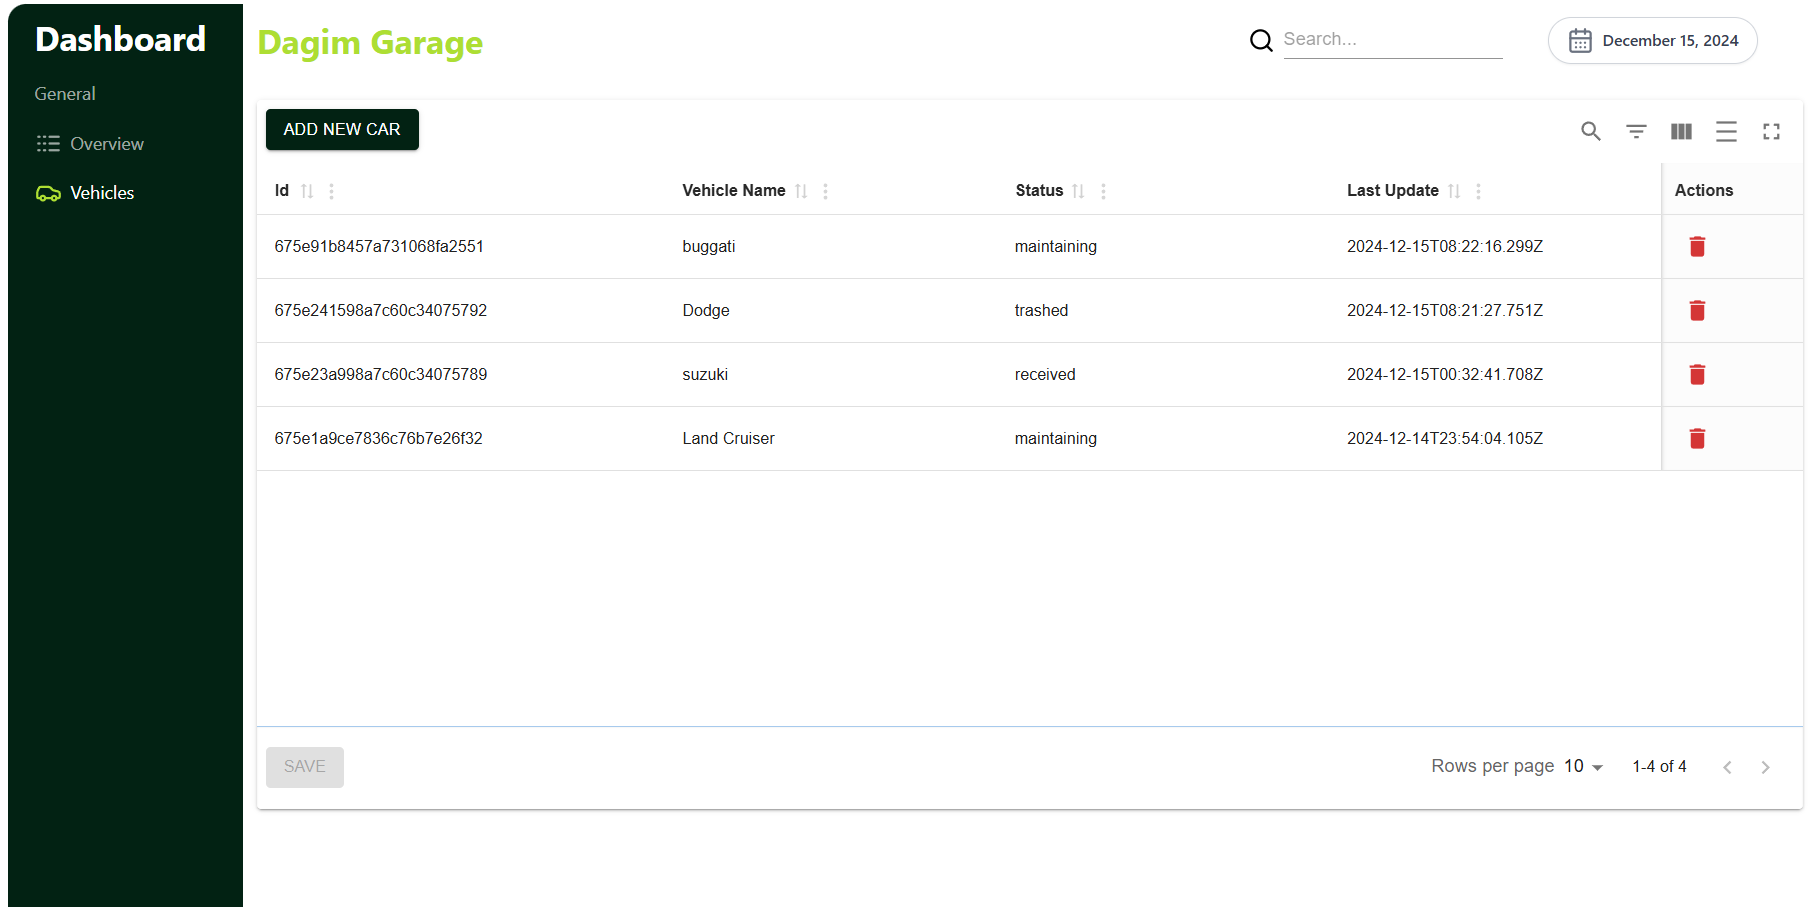 Dashboard
General
Overview
Vehicles
Dagim Garage
Search...
December 15, 2024
ADD NEW CAR
Id Vehicle Name Status Last Update Actions
675e91b8457a731068fa2551 buggati maintaining 2024-12-15T08:22:16.299Z
675e241598a7c60c34075792 Dodge trashed 2024-12-15T08:21:27.751Z
675e23a998a7c60c34075789 suzuki received 2024-12-15T00:32:41.708Z
675e1a9ce7836c76b7e26f32 Land Cruiser maintaining 2024-12-14T23:54:04.105Z
SAVE
Rows per page 10 1-4 of 4